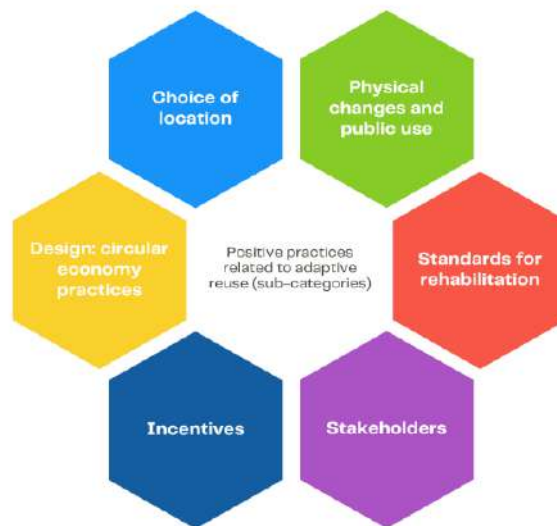 Choice of
location
Physical
changes and
public use
Design: circular
economy
practices
Positive practices
related to adaptive
reuse (sub-categories)
Standards for
rehabilitation
Incentives
Stakeholders